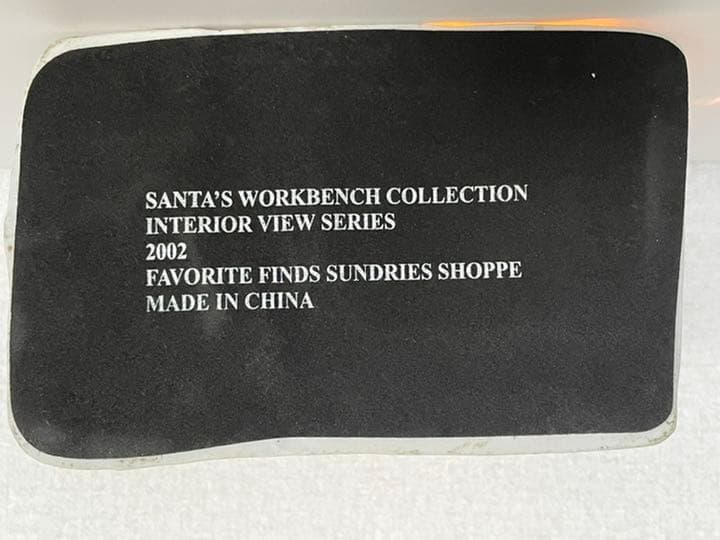 SANTA'S WORKBENCH COLLECTION
INTERIOR VIEW SERIES
2002
FAVORITE FINDS SUNDRIES SHOPPE
MADE IN CHINA